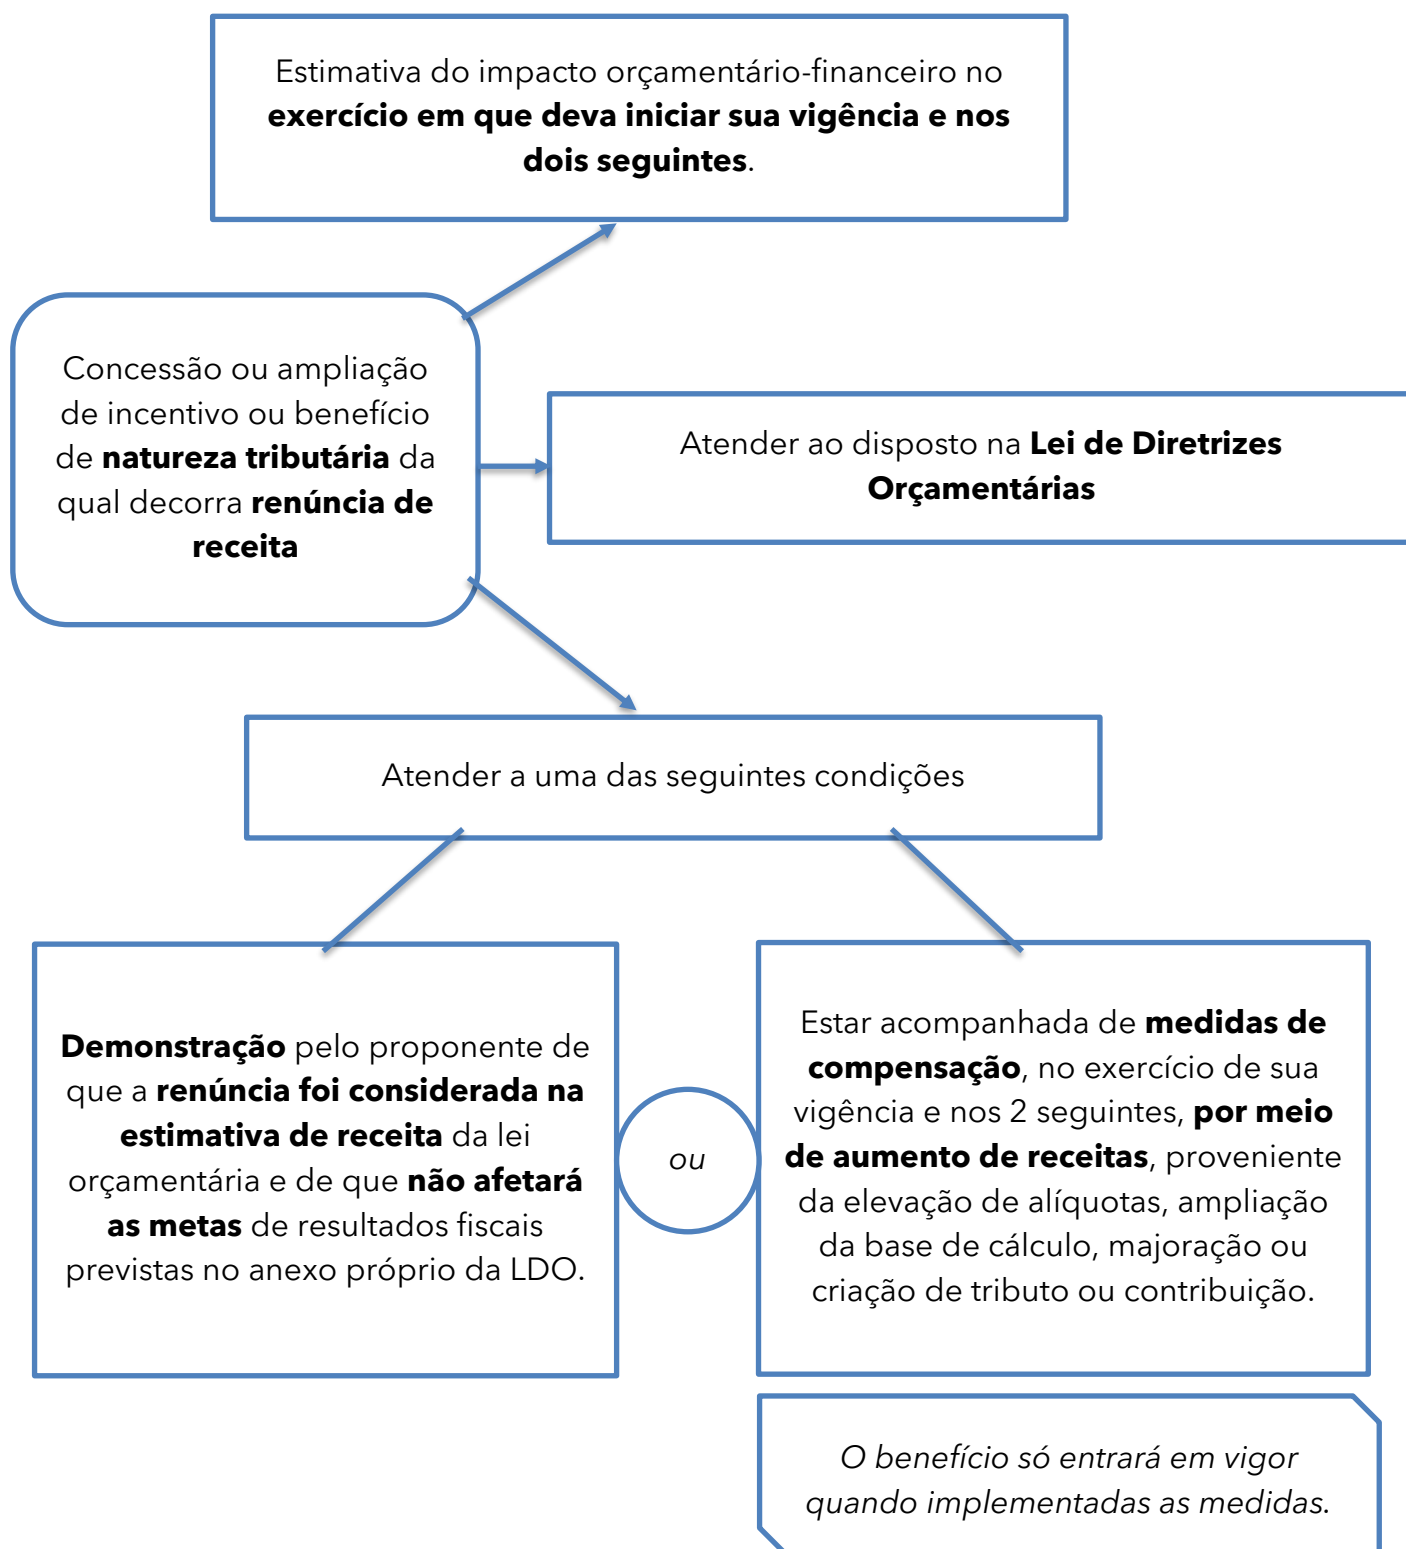 Estimativa do impacto orçamentário-financeiro no
exercício em que deva iniciar sua vigência e nos
dois seguintes.
Concessão ou ampliação
de incentivo ou benefício
de natureza tributária da
qual decorra renúncia de
receita
Atender ao disposto na Lei de Diretrizes
Orçamentárias
Atender a uma das seguintes condições
Demonstração pelo proponente de
que a renúncia foi considerada na
estimativa de receita da lei
orçamentária e de que não afetará
as metas de resultados fiscais
previstas no anexo próprio da LDO.
ou
Estar acompanhada de medidas de
compensação, no exercício de sua
vigência e nos 2 seguintes, por meio
de aumento de receitas, proveniente
da elevação de alíquotas, ampliação
da base de cálculo, majoração ou
criação de tributo ou contribuição.
O benefício só entrará em vigor
quando implementadas as medidas.